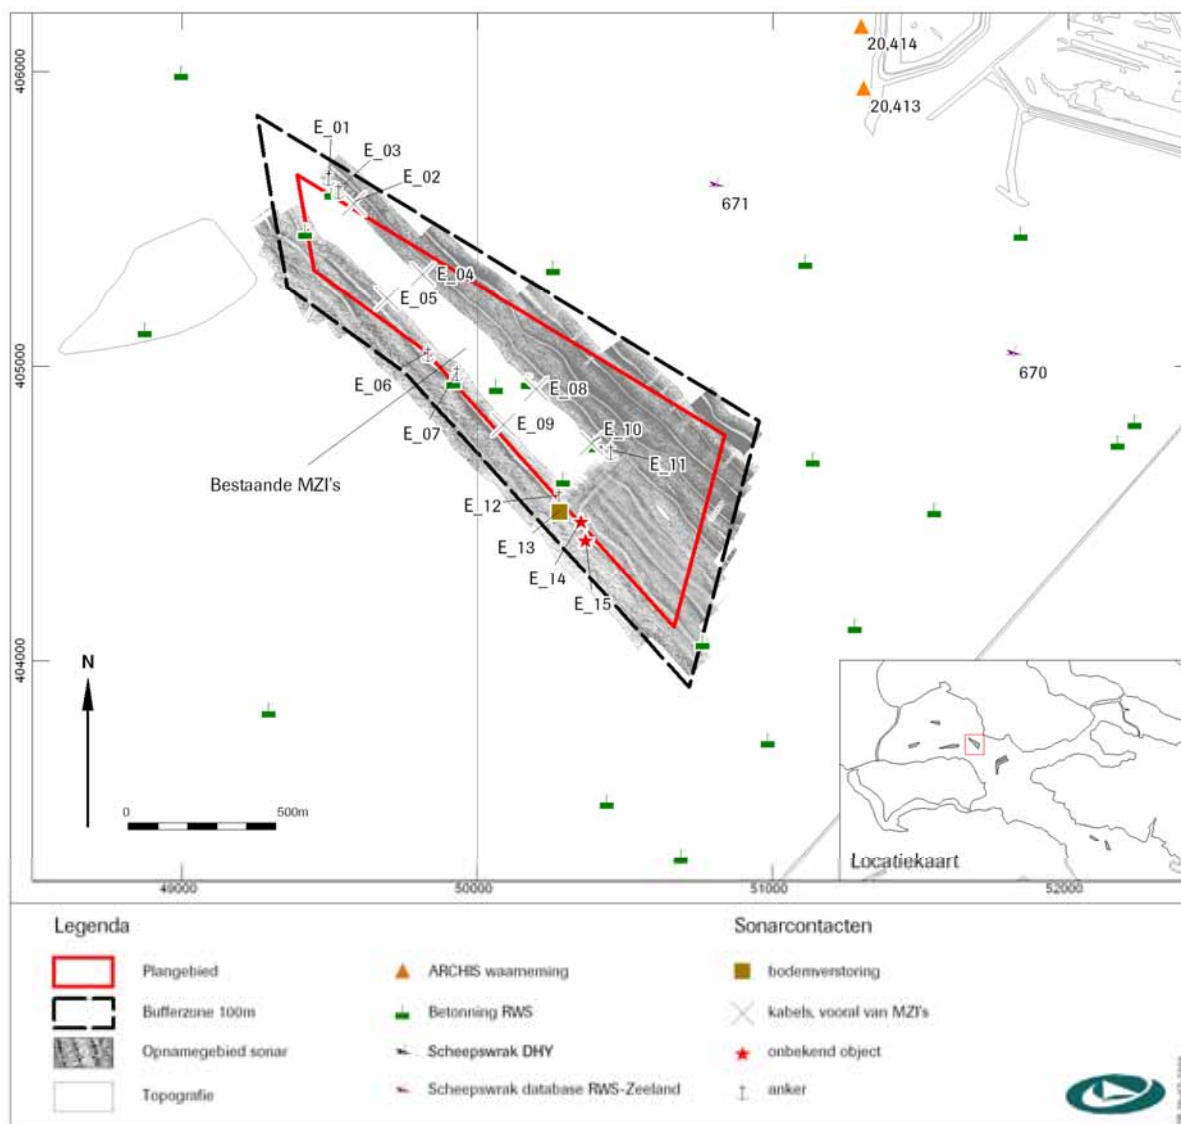 406000
20,414
20,413
E_01
E_03
E_02
671
E_04
E_05
405000
670
E_06
E_08
E_07
E_09
E_10
E_11
Bestaande MZI's
E_12
E_13
E_14
E_15
404000
N
0 500m
Locatiekaart
49000 50000 51000 52000
Legenda
Plangebied
Bufferzone 100m
Opnamegebied sonar
Topografie
ARCHIS waarneming
Betonning RWS
Scheepswrak DHY
Scheepswrak database RWS-Zeeland
Sonarcontacten
bodemverstoring
kabels, vooral van MZI's
onbekend object
anker